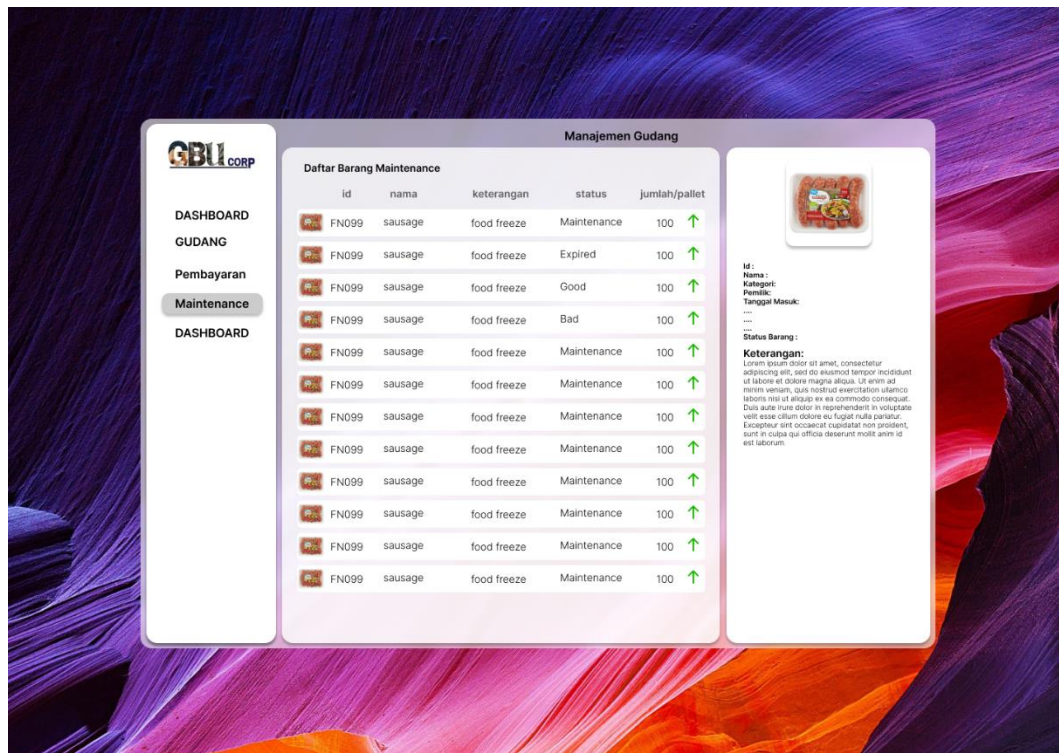 Manajemen Gudang
GBU CORP
DASHBOARD
GUDANG
Pembayaran
Maintenance
DASHBOARD
Daftar Barang Maintenance
id nama keterangan status jumlah/pallet
FN099 sausage food freeze Maintenance 100
FN099 sausage food freeze Expired 100
FN099 sausage food freeze Good 100
FN099 sausage food freeze Bad 100
FN099 sausage food freeze Maintenance 100
FN099 sausage food freeze Maintenance 100
FN099 sausage food freeze Maintenance 100
FN099 sausage food freeze Maintenance 100
FN099 sausage food freeze Maintenance 100
FN099 sausage food freeze Maintenance 100
FN099 sausage food freeze Maintenance 100
FN099 sausage food freeze Maintenance 100
Id :
Nama :
Kategori:
Pemilik:
Tanggal Masuk:
....
....
....
Status Barang :
Keterangan:
Lorem ipsum dolor sit amet, consectetur
adipiscing elit, sed do eiusmod tempor incididunt
ut labore et dolore magna aliqua. Ut enim ad
minim veniam, quis nostrud exercitation ullamco
laboris nisi ut aliquip ex ea commodo consequat.
Duis aute irure dolor in reprehenderit in voluptate
velit esse cillum dolore eu fugiat nulla pariatur.
Excepteur sint occaecat cupidatat non proident,
sunt in culpa qui officia deserunt mollit anim id
est laborum